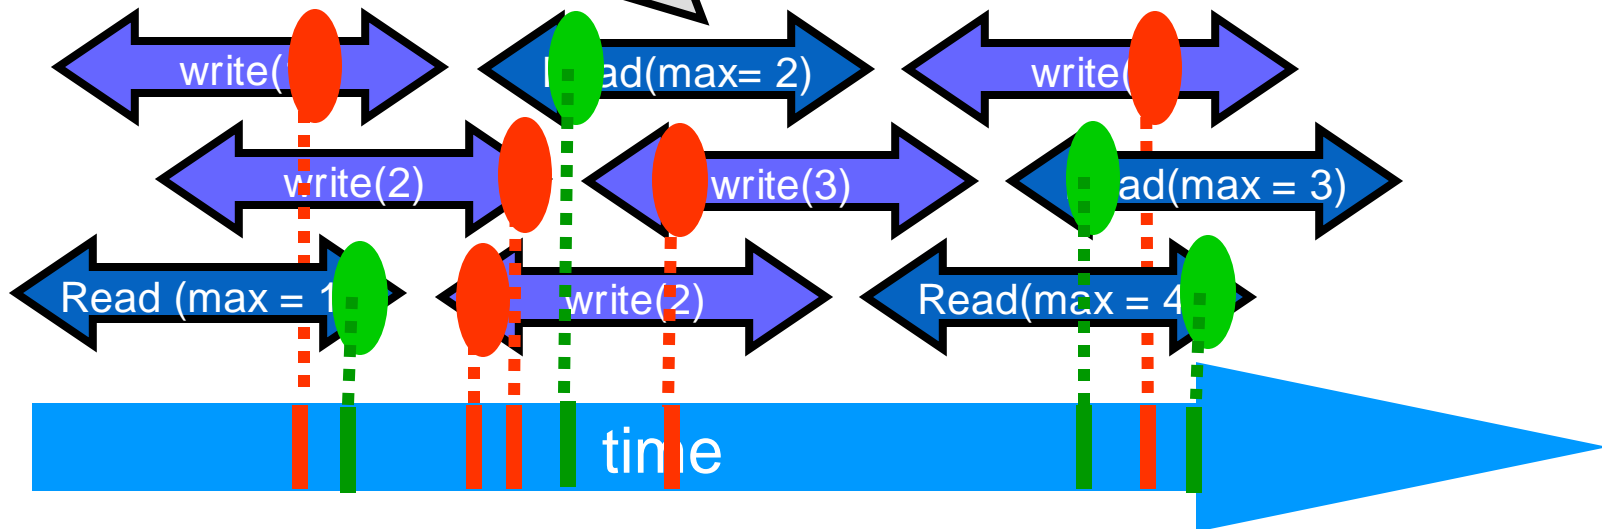 write(
ad(max= 2)
write(
write(2)
write(3)
ad(max = 3)
Read (max = 1
write(2)
Read(max = 4
time